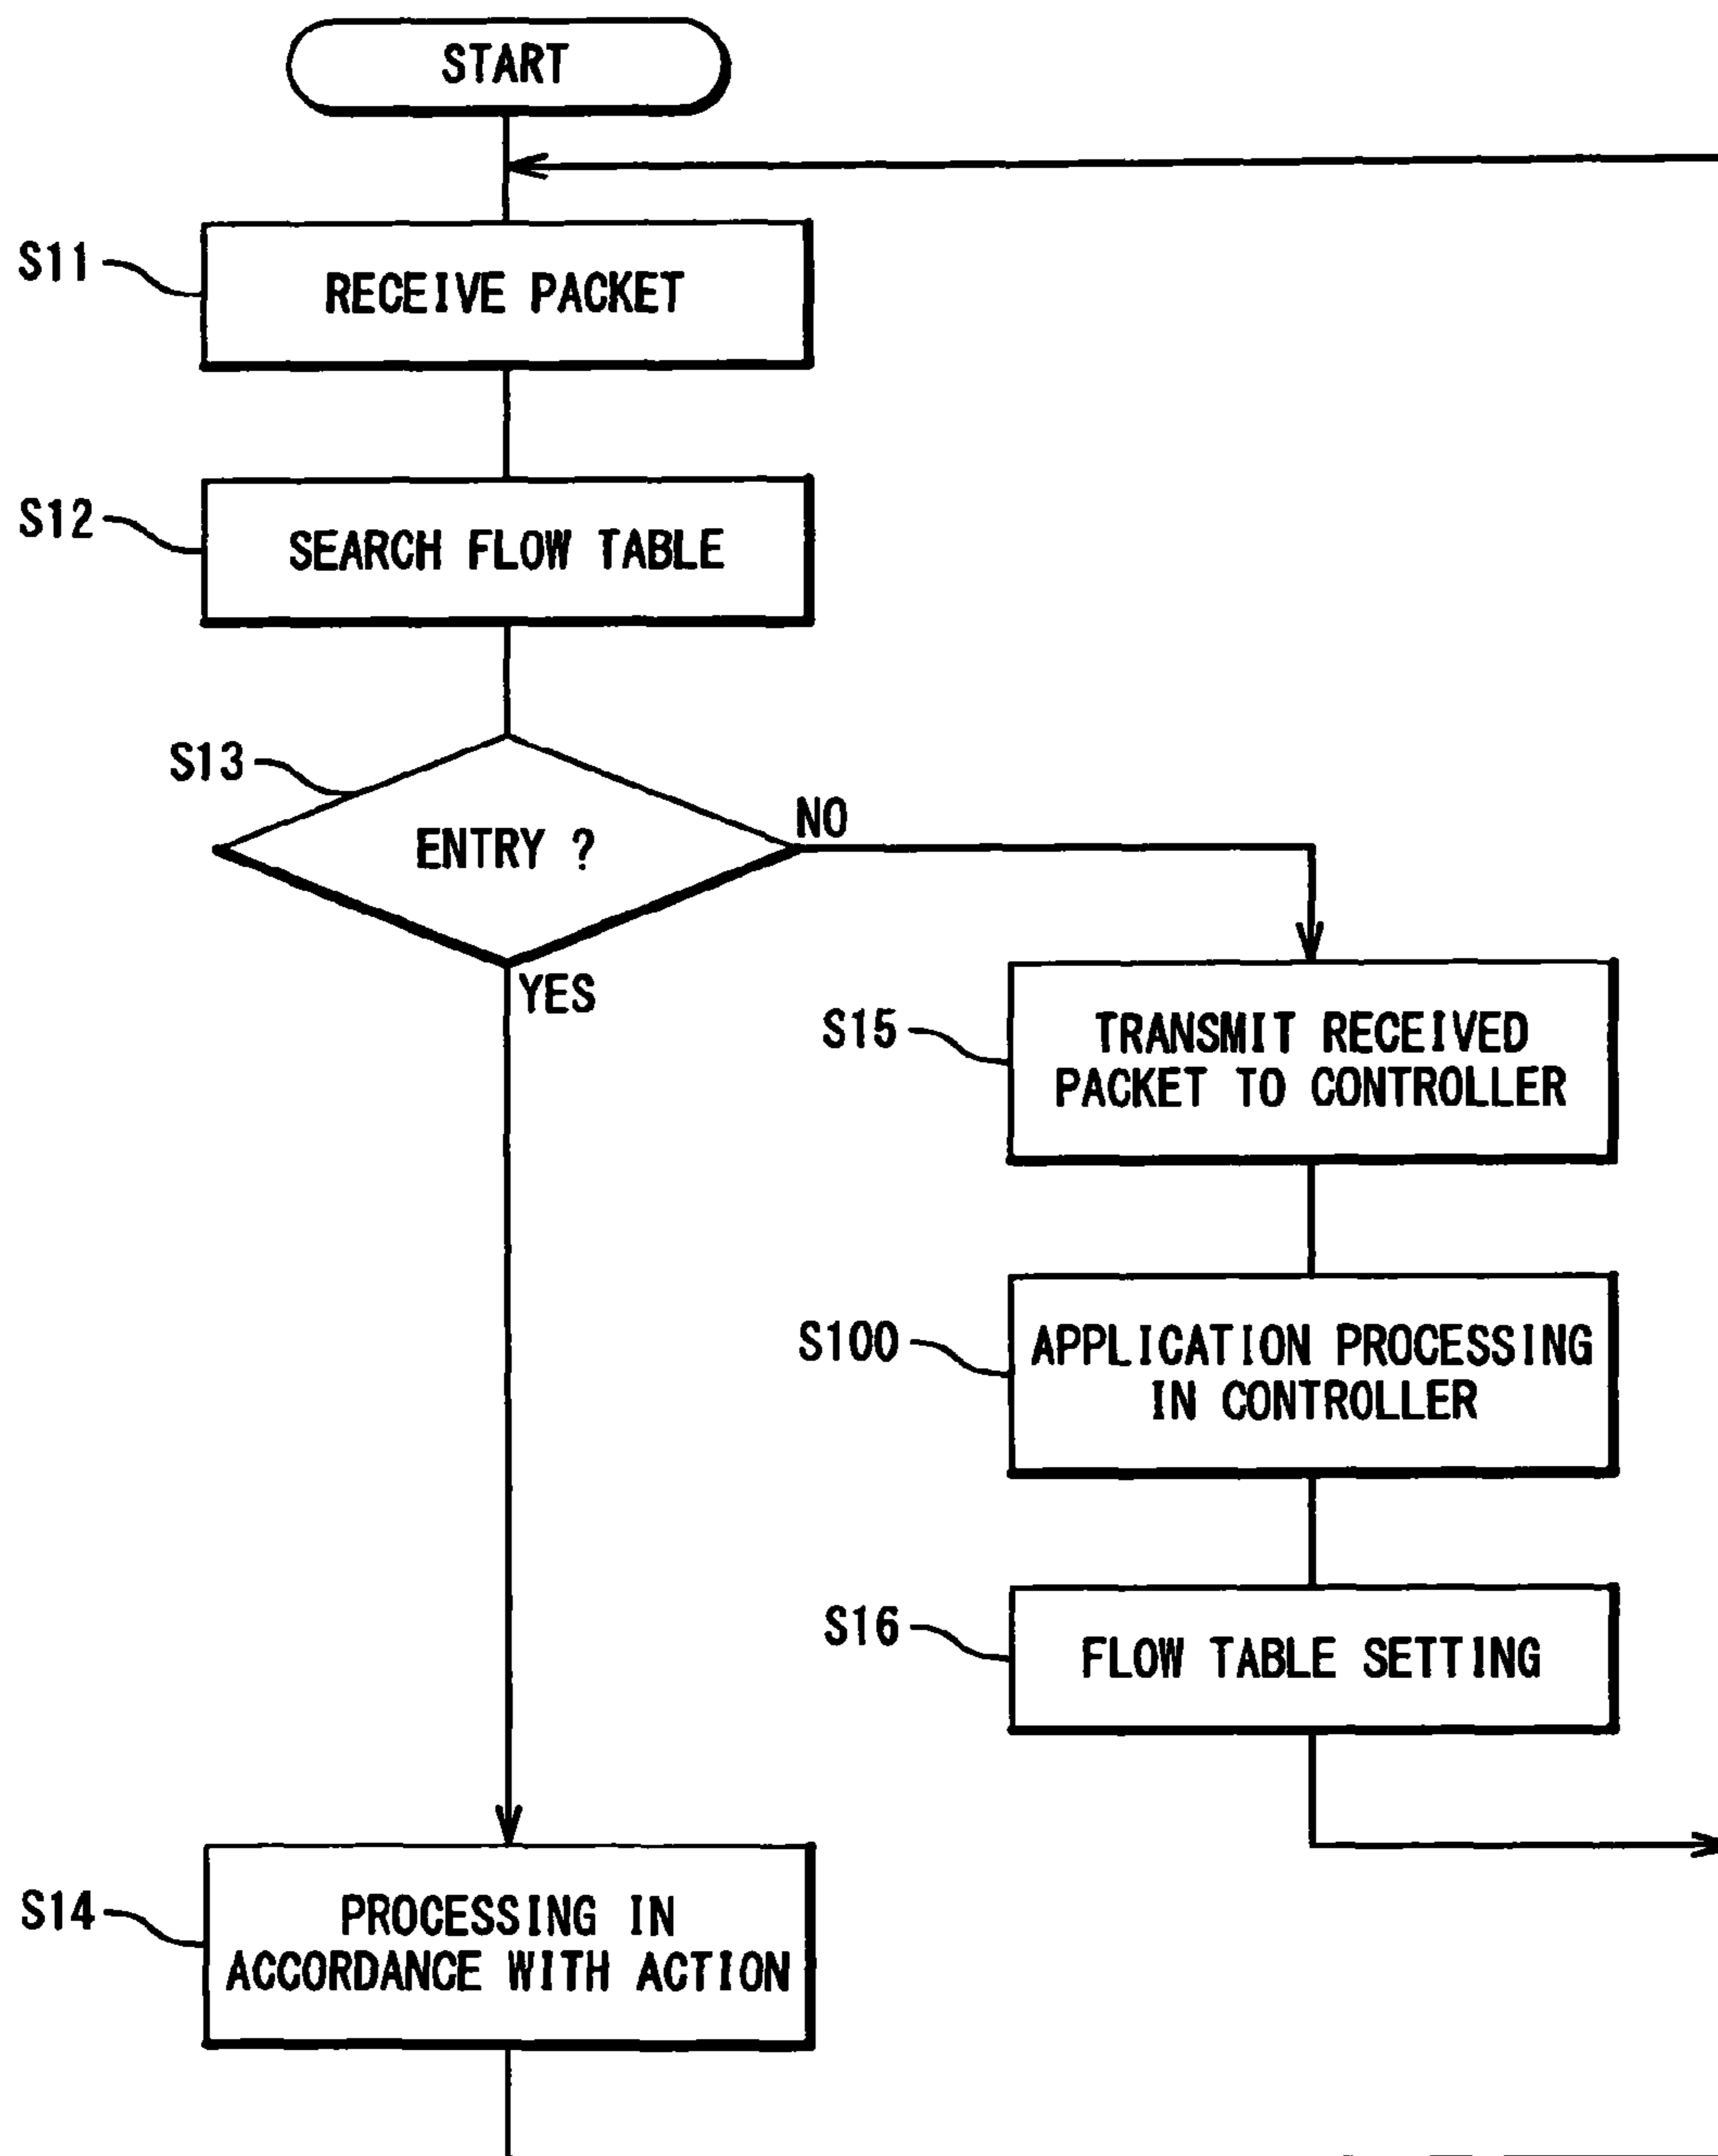 START
S11
RECEIVE PACKET
S12
SEARCH FLOW TABLE
S13
ENTRY ?
NO
YES
S15
TRANSMIT RECEIVED
PACKET TO CONTROLLER
S100
APPLICATION PROCESSING
IN CONTROLLER
S16
FLOW TABLE SETTING
S14
PROCESSING IN
ACCORDANCE WITH ACTION